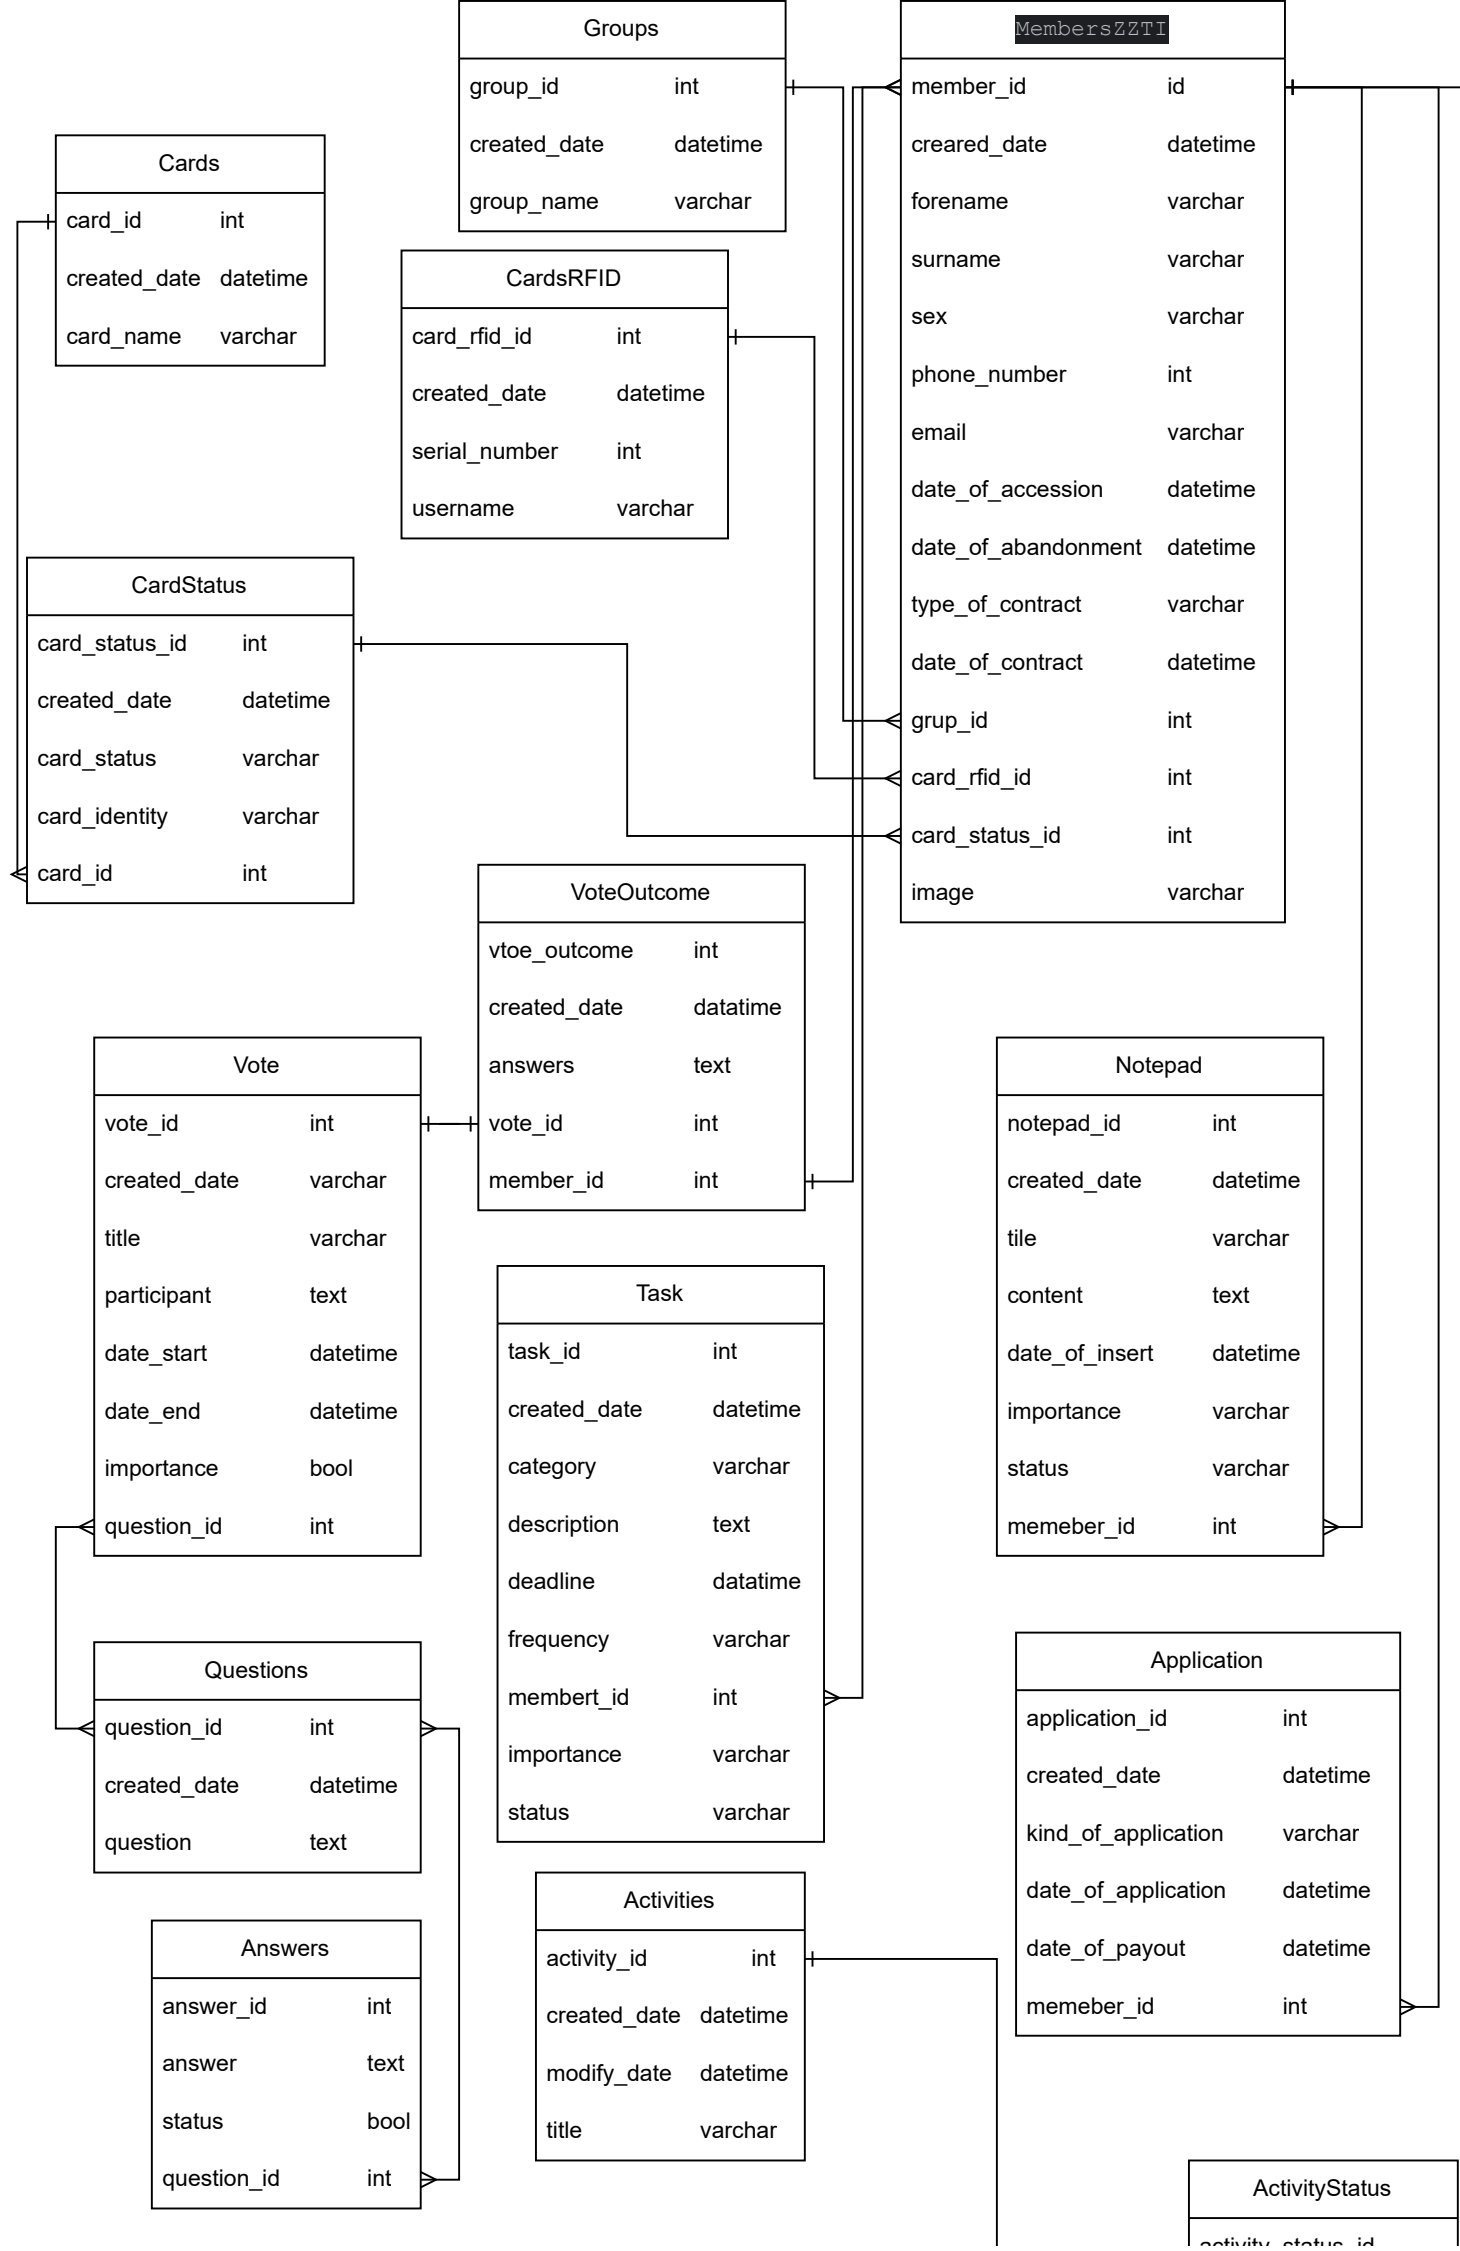 Groups
group_id int
created_date datetime
group_name varchar
MembersZZTI
member_id id
creared_date datetime
forename varchar
surname varchar
sex varchar
phone_number int
email varchar
date_of_accession datetime
date_of_abandonment datetime
type_of_contract varchar
date_of_contract datetime
grup_id int
card_rfid_id int
card_status_id int
image varchar
Cards
card_id int
created_date datetime
card_name varchar
CardsRFID
card_rfid_id int
created_date datetime
serial_number int
username varchar
CardStatus
card_status_id int
created_date datetime
card_status varchar
card_identity varchar
card_id int
VoteOutcome
vtoe_outcome int
created_date datatime
answers text
vote_id int
member_id int
Vote
vote_id int
created_date varchar
title varchar
participant text
date_start datetime
date_end datetime
importance bool
question_id int
Notepad
notepad_id int
created_date datetime
tile varchar
content text
date_of_insert datetime
importance varchar
status varchar
memeber_id int
Task
task_id int
created_date datetime
category varchar
description text
deadline datatime
frequency varchar
membert_id int
importance varchar
status varchar
Questions
question_id int
created_date datetime
question text
Application
application_id int
created_date datetime
kind_of_application varchar
date_of_application datetime
date_of_payout datetime
memeber_id int
Answers
answer_id int
answer text
status bool
question_id int
Activities
activity_id int
created_date datetime
modify_date datetime
title varchar
ActivityStatus
activity_status_id